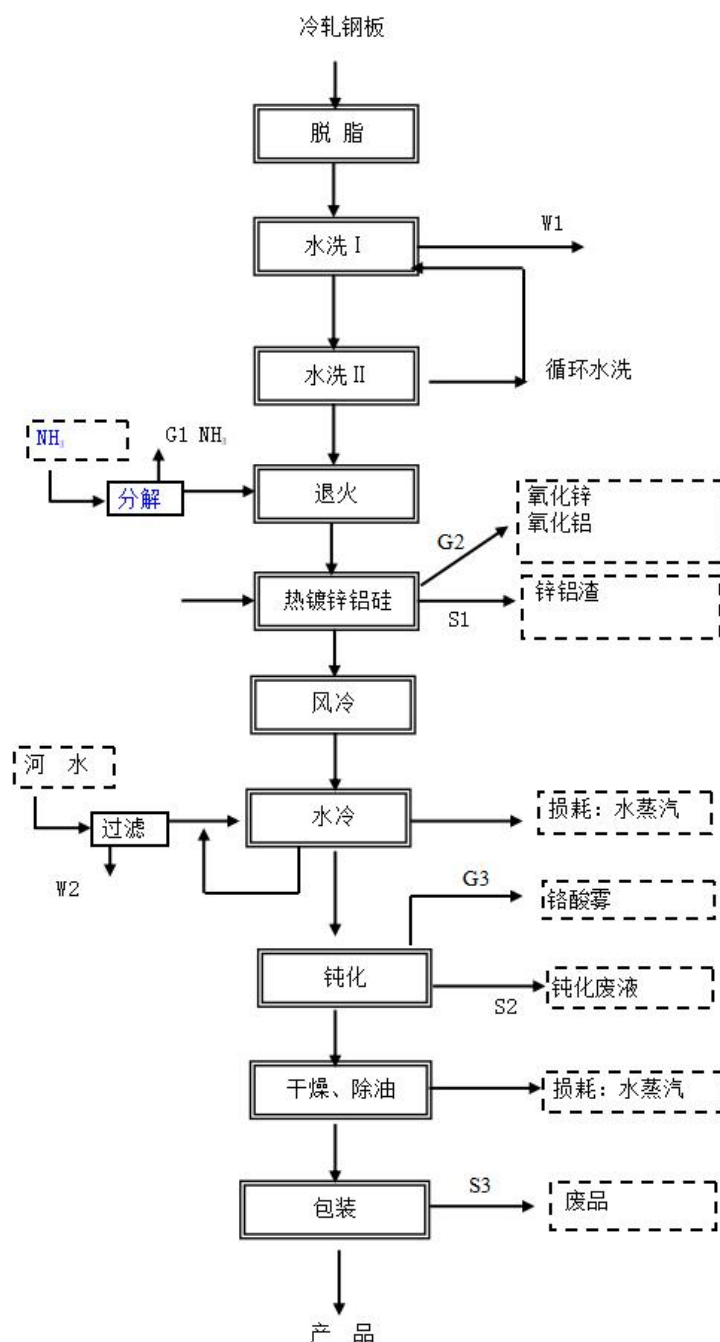 冷轧钢板
脱 脂
水洗Ⅰ
W1
水洗Ⅱ
循环水洗
NH₃
G1 NH₃
分解
退火
氧化锌
氧化铝
G2
热镀锌铝硅
S1
锌铝渣
风冷
河 水
过滤
水冷
损耗：水蒸汽
W2
G3
铬酸雾
钝化
S2
钝化废液
干燥、除油
损耗：水蒸汽
包装
S3
废品
产 品